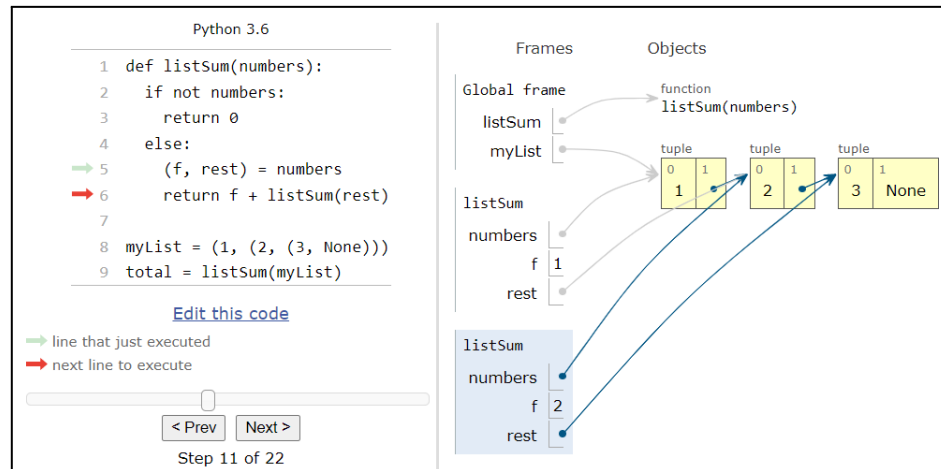 Python 3.6
1 def listSum(numbers):
2   if not numbers:
3     return 0
4   else:
5     (f, rest) = numbers
6     return f + listSum(rest)
7
8 myList = (1, (2, (3, None)))
9 total = listSum(myList)
Edit this code
line that just executed
next line to execute
< Prev
Next >
Step 11 of 22
Frames
Objects
Global frame
listSum
myList
function
listSum(numbers)
tuple
0 1
1
tuple
0 1
2
tuple
0 1
3 None
listSum
numbers
f 1
rest
listSum
numbers
f 2
rest